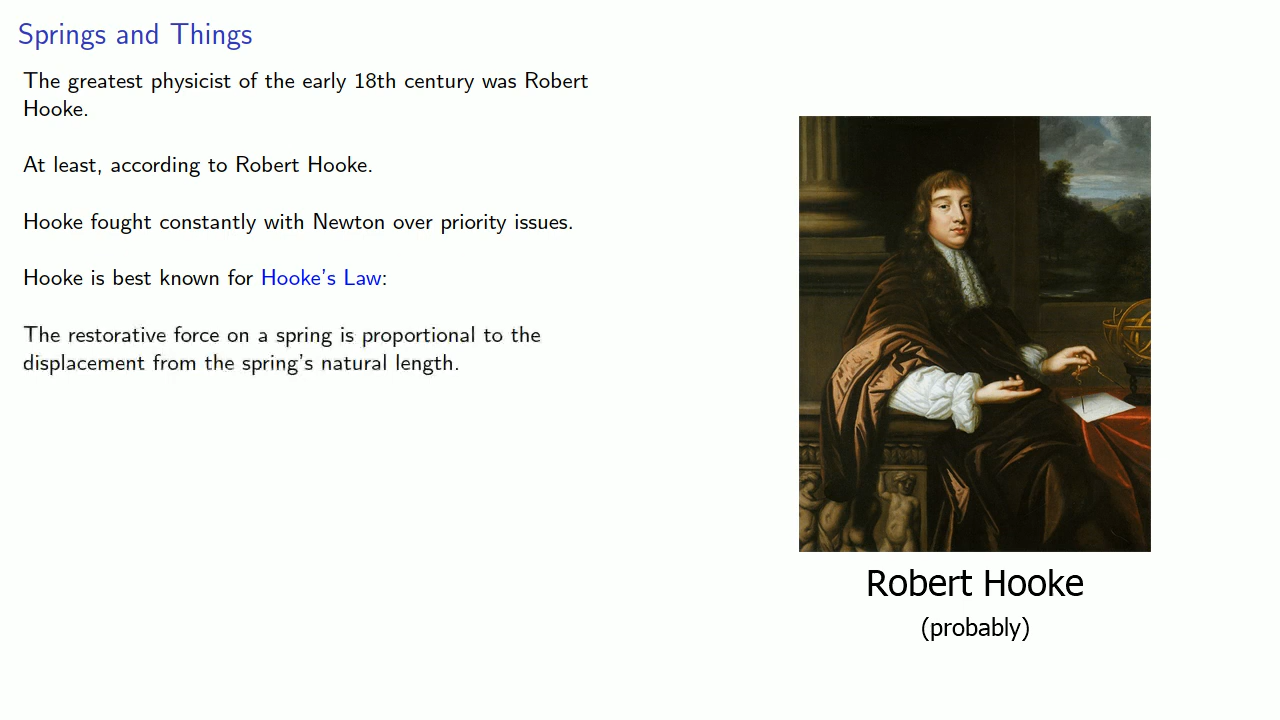 Springs and Things
The greatest physicist of the early 18th century was Robert
Hooke.
At least, according to Robert Hooke.
Hooke fought constantly with Newton over priority issues.
Hooke is best known for Hooke's Law:
The restorative force on a spring is proportional to the
displacement from the spring's natural length.
Robert Hooke
(probably)